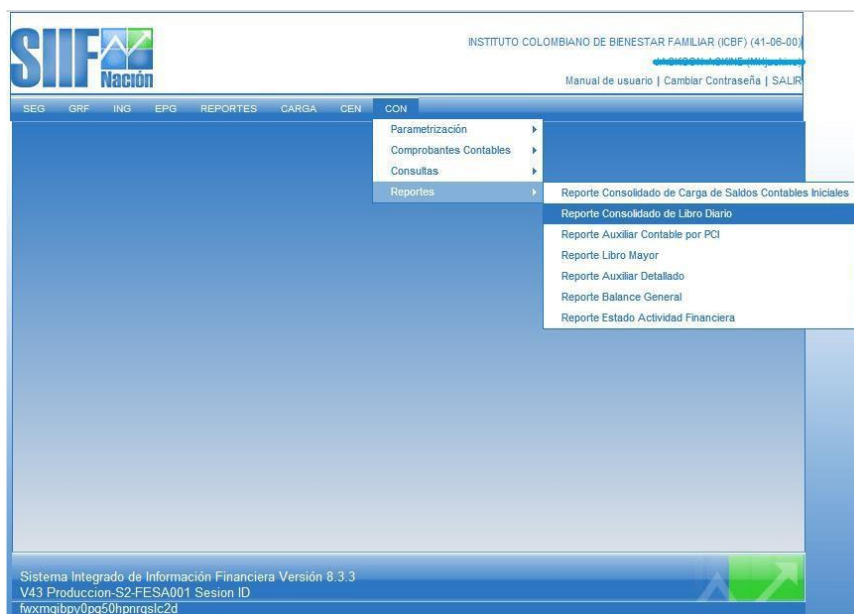 SIIF
Nación
INSTITUTO COLOMBIANO DE BIENESTAR FAMILIAR (ICBF) (41-06-00)
Manual de usuario | Cambiar Contraseña | SALIR
SEG GRF ING EPG REPORTES CARGA CEN CON
Parametrización
Comprobantes Contables
Consultas
Reportes
Reporte Consolidado de Carga de Saldos Contables Iniciales
Reporte Consolidado de Libro Diario
Reporte Auxiliar Contable por PCI
Reporte Libro Mayor
Reporte Auxiliar Detallado
Reporte Balance General
Reporte Estado Actividad Financiera
Sistema Integrado de Información Financiera Versión 8.3.3
V43 Produccion-S2-FESA001 Sesion ID